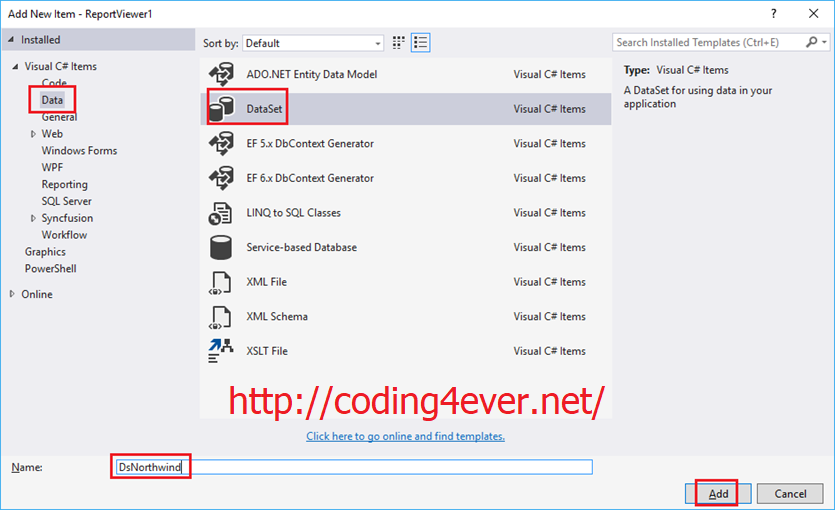 Add New Item - ReportViewer1
?
Installed
Sort by:
Default
Search Installed Templates (Ctrl+E)
Visual C# Items
Code
Data
General
Web
Windows Forms
WPF
Reporting
SQL Server
Syncfusion
Workflow
Graphics
PowerShell
Online
ADO.NET Entity Data Model Visual C# Items
DataSet Visual C# Items
EF 5.x DbContext Generator Visual C# Items
EF 6.x DbContext Generator Visual C# Items
LINQ to SQL Classes Visual C# Items
Service-based Database Visual C# Items
XML File Visual C# Items
XML Schema Visual C# Items
XSLT File Visual C# Items
Type: Visual C# Items
A DataSet for using data in your
application
http://coding4ever.net/
Click here to go online and find templates.
Name: DsNorthwind
Add
Cancel